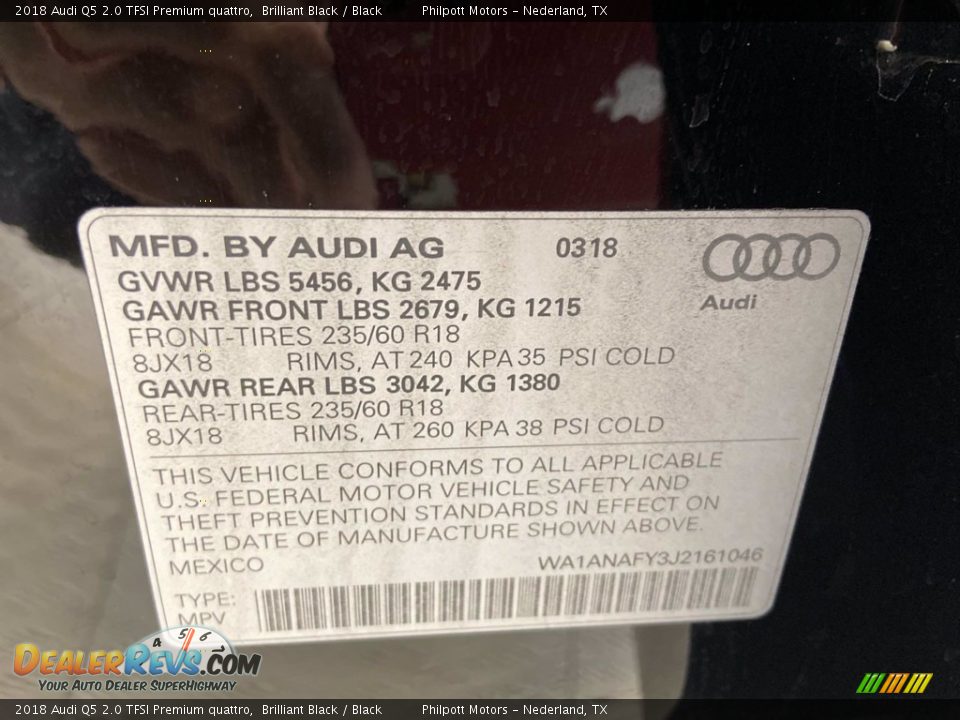 2018 Audi Q5 2.0 TFSI Premium quattro, Brilliant Black / Black Philpott Motors - Nederland, TX
MFD. BY AUDI AG 0318
GVWR LBS 5456, KG 2475
GAWR FRONT LBS 2679, KG 1215
Audi
FRONT-TIRES 235/60 R18
8JX18 RIMS, AT 240 KPA 35 PSI COLD
GAWR REAR LBS 3042, KG 1380
REAR-TIRES 235/60 R18
8JX18 RIMS, AT 260 KPA 38 PSI COLD
THIS VEHICLE CONFORMS TO ALL APPLICABLE
U.S. FEDERAL MOTOR VEHICLE SAFETY AND
THEFT PREVENTION STANDARDS IN EFFECT ON
THE DATE OF MANUFACTURE SHOWN ABOVE.
MEXICO WA1ANAFY3J2161046
TYPE:
MPV
4 5 6
DEALERREVS.COM
YOUR AUTO DEALER SUPERHIGHWAY
2018 Audi Q5 2.0 TFSI Premium quattro, Brilliant Black / Black Philpott Motors - Nederland, TX